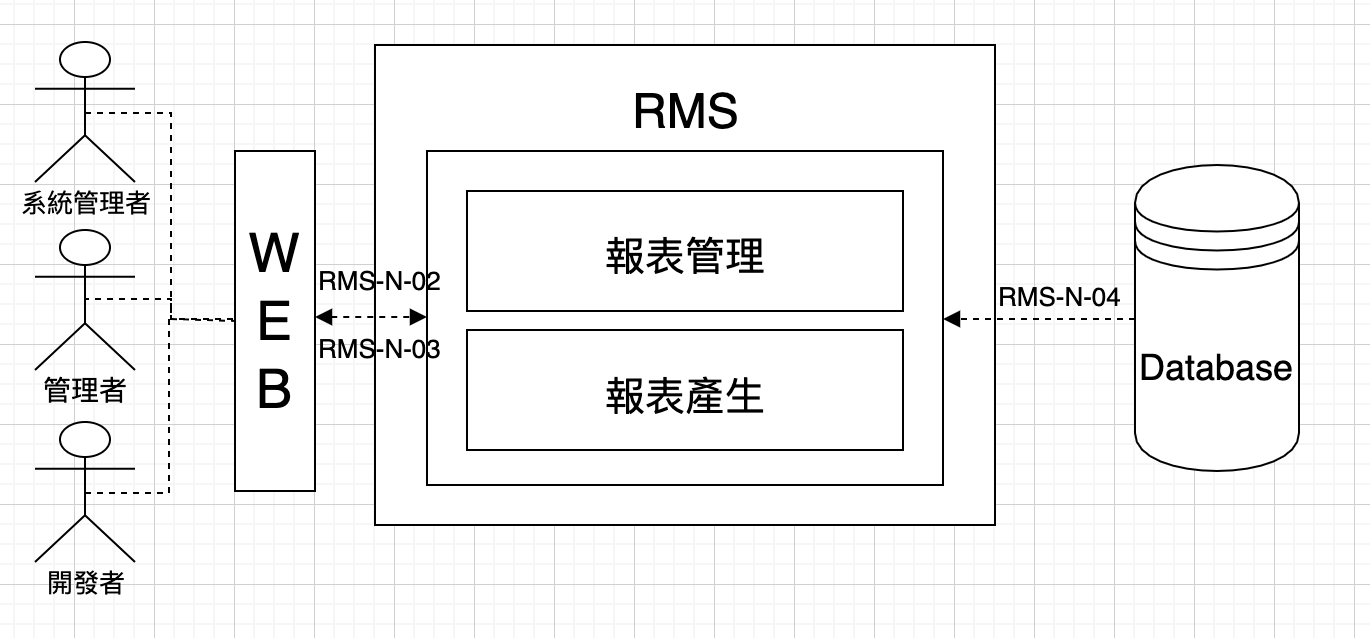 系統管理者
管理者
開發者
W
E
B
RMS-N-02
RMS-N-03
RMS
報表管理
報表產生
RMS-N-04
Database